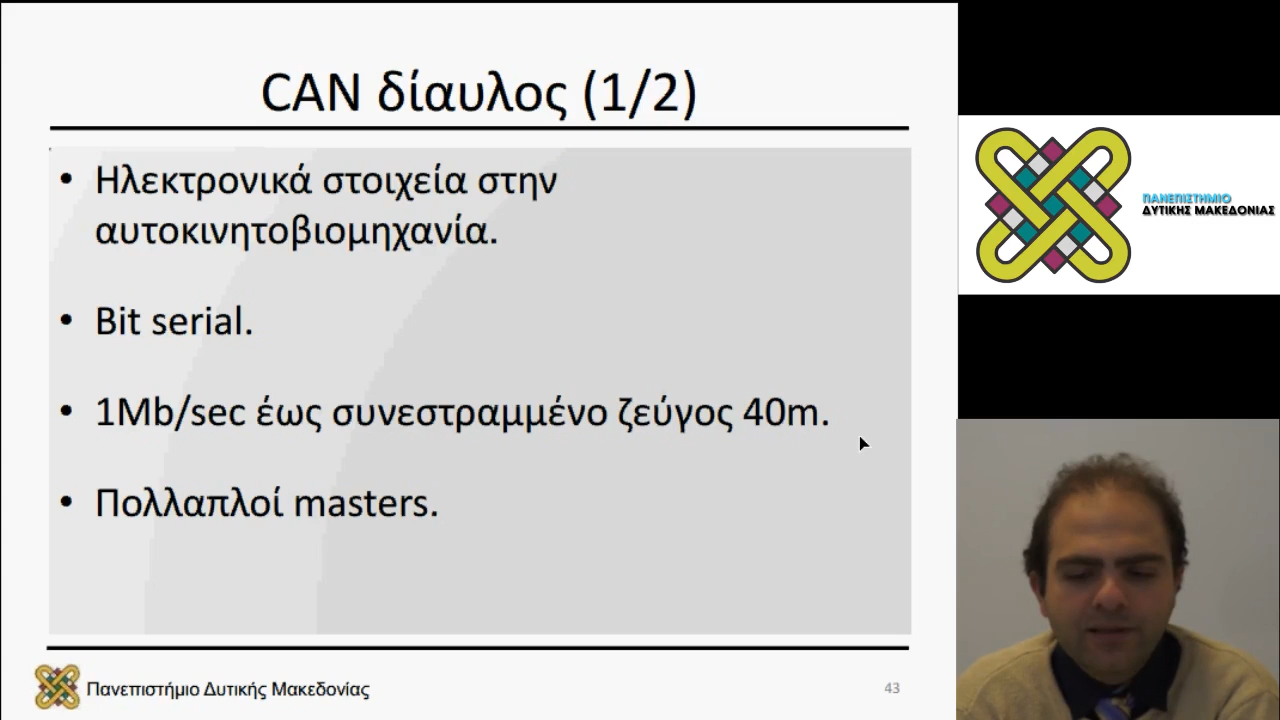 CAN δίαυλος (1/2)
• Ηλεκτρονικά στοιχεία στην
αυτοκινητοβιομηχανία.
• Bit serial.
• 1Mb/sec έως συνεστραμμένο ζεύγος 40m.
• Πολλαπλοί masters.
Πανεπιστήμιο Δυτικής Μακεδονίας
43
ΠΑΝΕΠΙΣΤΗΜΙΟ
ΔΥΤΙΚΗΣ ΜΑΚΕΔΟΝΙΑΣ